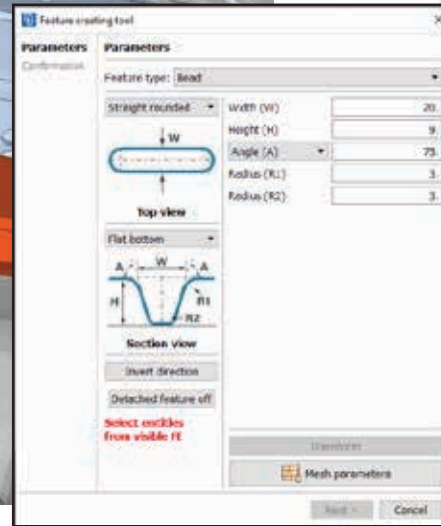 Feature creating tool
Parameters
Confirmation
Parameters
Feature type: Bead
Straight rounded
W
Top view
Flat bottom
A W A
H
R1
R2
Section view
Invert direction
Detached feature off
Select entities
from visible FE
Width (W) 20.
Height (H) 9.
Angle (A) 75.
Radius (R1) 3.
Radius (R2) 3.
Mesh parameters
Next >
Cancel